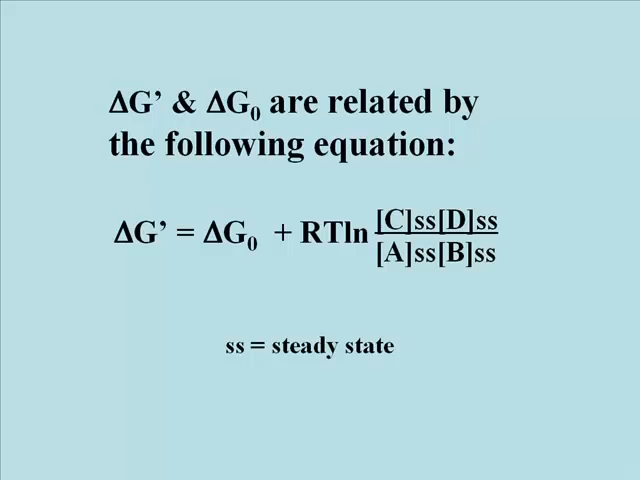 ΔG’ & ΔG₀ are related by
the following equation:
ΔG’ = ΔG₀ + RTln [C]ss[D]ss
[A]ss[B]ss
ss = steady state